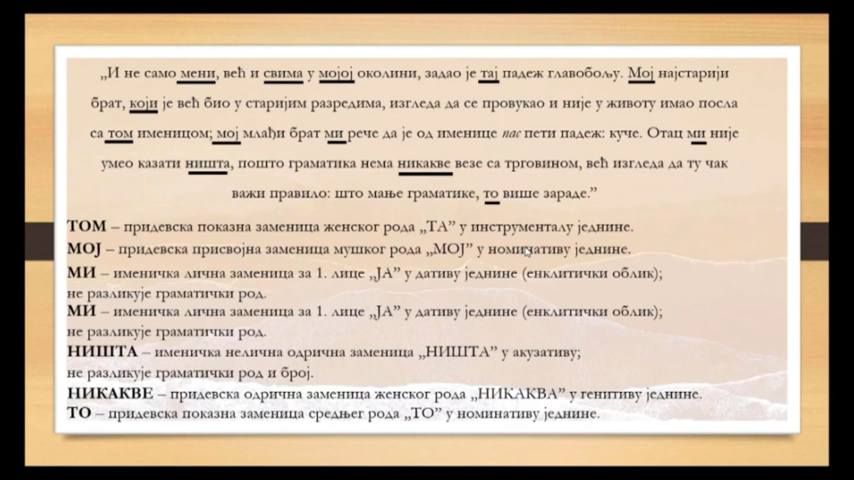 „И не само мени, већ и свима у мојој околини, задао је тај падеж главобољу. Мој најстарији
брат, који је већ био у старијим разредима, изгледа да се провукао и није у животу имао посла
са том именицом; мој млађи брат ми рече да је од именице пас пети падеж: куче. Отац ми није
умео казати ништа, пошто граматика нема никакве везе са трговином, већ изгледа да ту чак
важи правило: што мање граматике, то више зараде.”
ТОМ – придевска показна заменица женског рода „ТА” у инструменталу једнине.
МОЈ – придевска присвојна заменица мушког рода „МОЈ” у номинативу једнине.
МИ – именичка лична заменица за 1. лице „ЈА” у дативу једнине (енклитички облик);
не разликује граматички род.
МИ – именичка лична заменица за 1. лице „ЈА” у дативу једнине (енклитички облик);
не разликује граматички род.
НИШТА – именичка нелична одрична заменица „НИШТА” у акузативу;
не разликује граматички род и број.
НИКАКВЕ – придевска одрична заменица женског рода „НИКАКВА” у генитиву једнине.
ТО – придевска показна заменица средњег рода „ТО” у номинативу једнине.